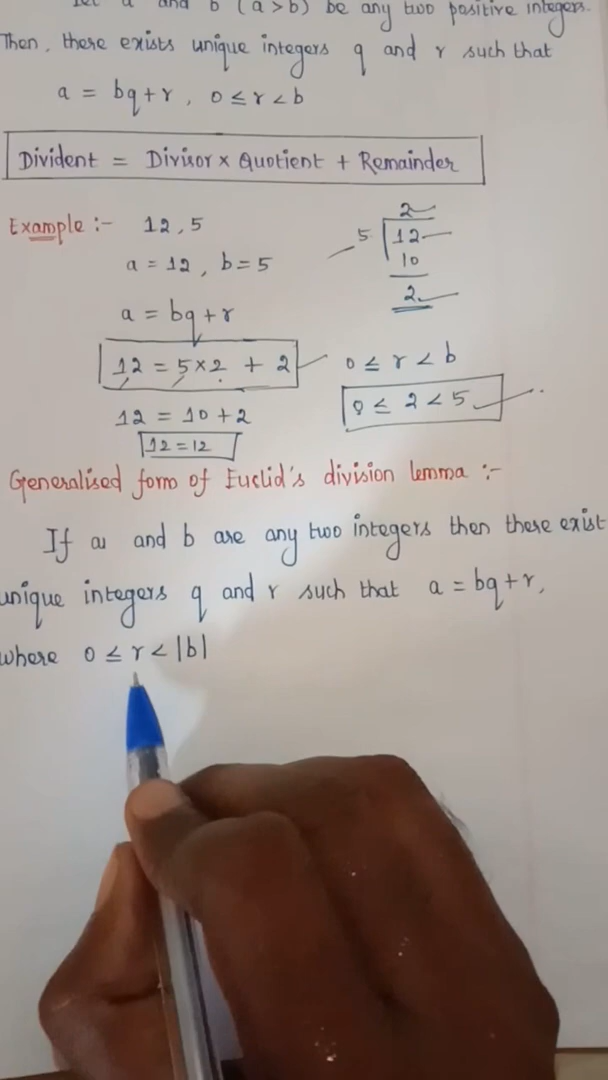 Let a and b (a > b) be any two positive integers.
Then, there exists unique integers q and r such that
a = bq + r, 0 ≤ r < b
Divident = Divisor × Quotient + Remainder
Example :- 12, 5
a = 12, b = 5
a = bq + r
12 = 5 × 2 + 2
12 = 10 + 2
12 = 12
2
5 12
10
2
0 ≤ r < b
0 ≤ 2 < 5
Generalised form of Euclid's division lemma :-
If a and b are any two integers then there exist
unique integers q and r such that a = bq + r,
where 0 ≤ r < |b|